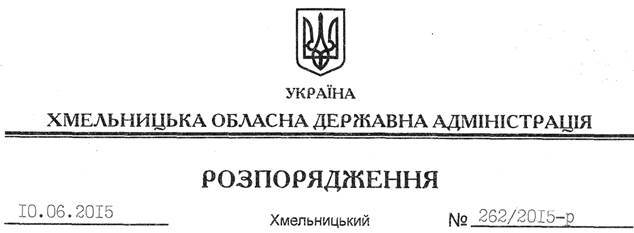 УКРАЇНА
ХМЕЛЬНИЦЬКА ОБЛАСНА ДЕРЖАВНА АДМІНІСТРАЦІЯ
РОЗПОРЯДЖЕННЯ
10.06.2015 Хмельницький № 262/2015-р